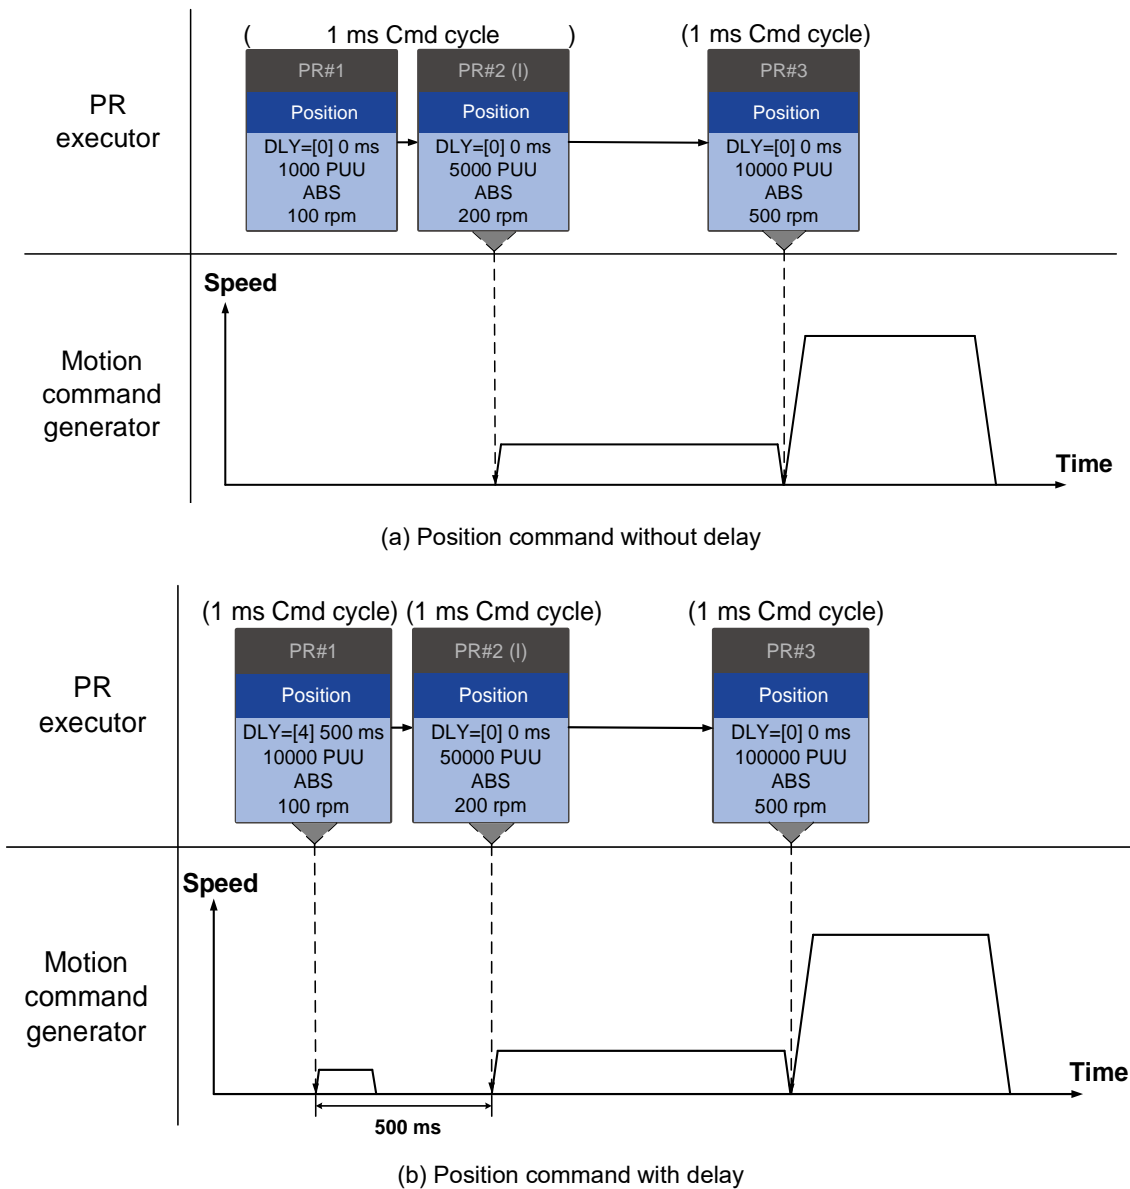 ( 1 ms Cmd cycle ) (1 ms Cmd cycle)
PR
executor
PR#1
Position
DLY=[0] 0 ms
1000 PUU
ABS
100 rpm
PR#2 (I)
Position
DLY=[0] 0 ms
5000 PUU
ABS
200 rpm
PR#3
Position
DLY=[0] 0 ms
10000 PUU
ABS
500 rpm
Motion
command
generator
Speed
Time
(a) Position command without delay
(1 ms Cmd cycle) (1 ms Cmd cycle) (1 ms Cmd cycle)
PR
executor
PR#1
Position
DLY=[4] 500 ms
10000 PUU
ABS
100 rpm
PR#2 (I)
Position
DLY=[0] 0 ms
50000 PUU
ABS
200 rpm
PR#3
Position
DLY=[0] 0 ms
100000 PUU
ABS
500 rpm
Motion
command
generator
Speed
Time
500 ms
(b) Position command with delay